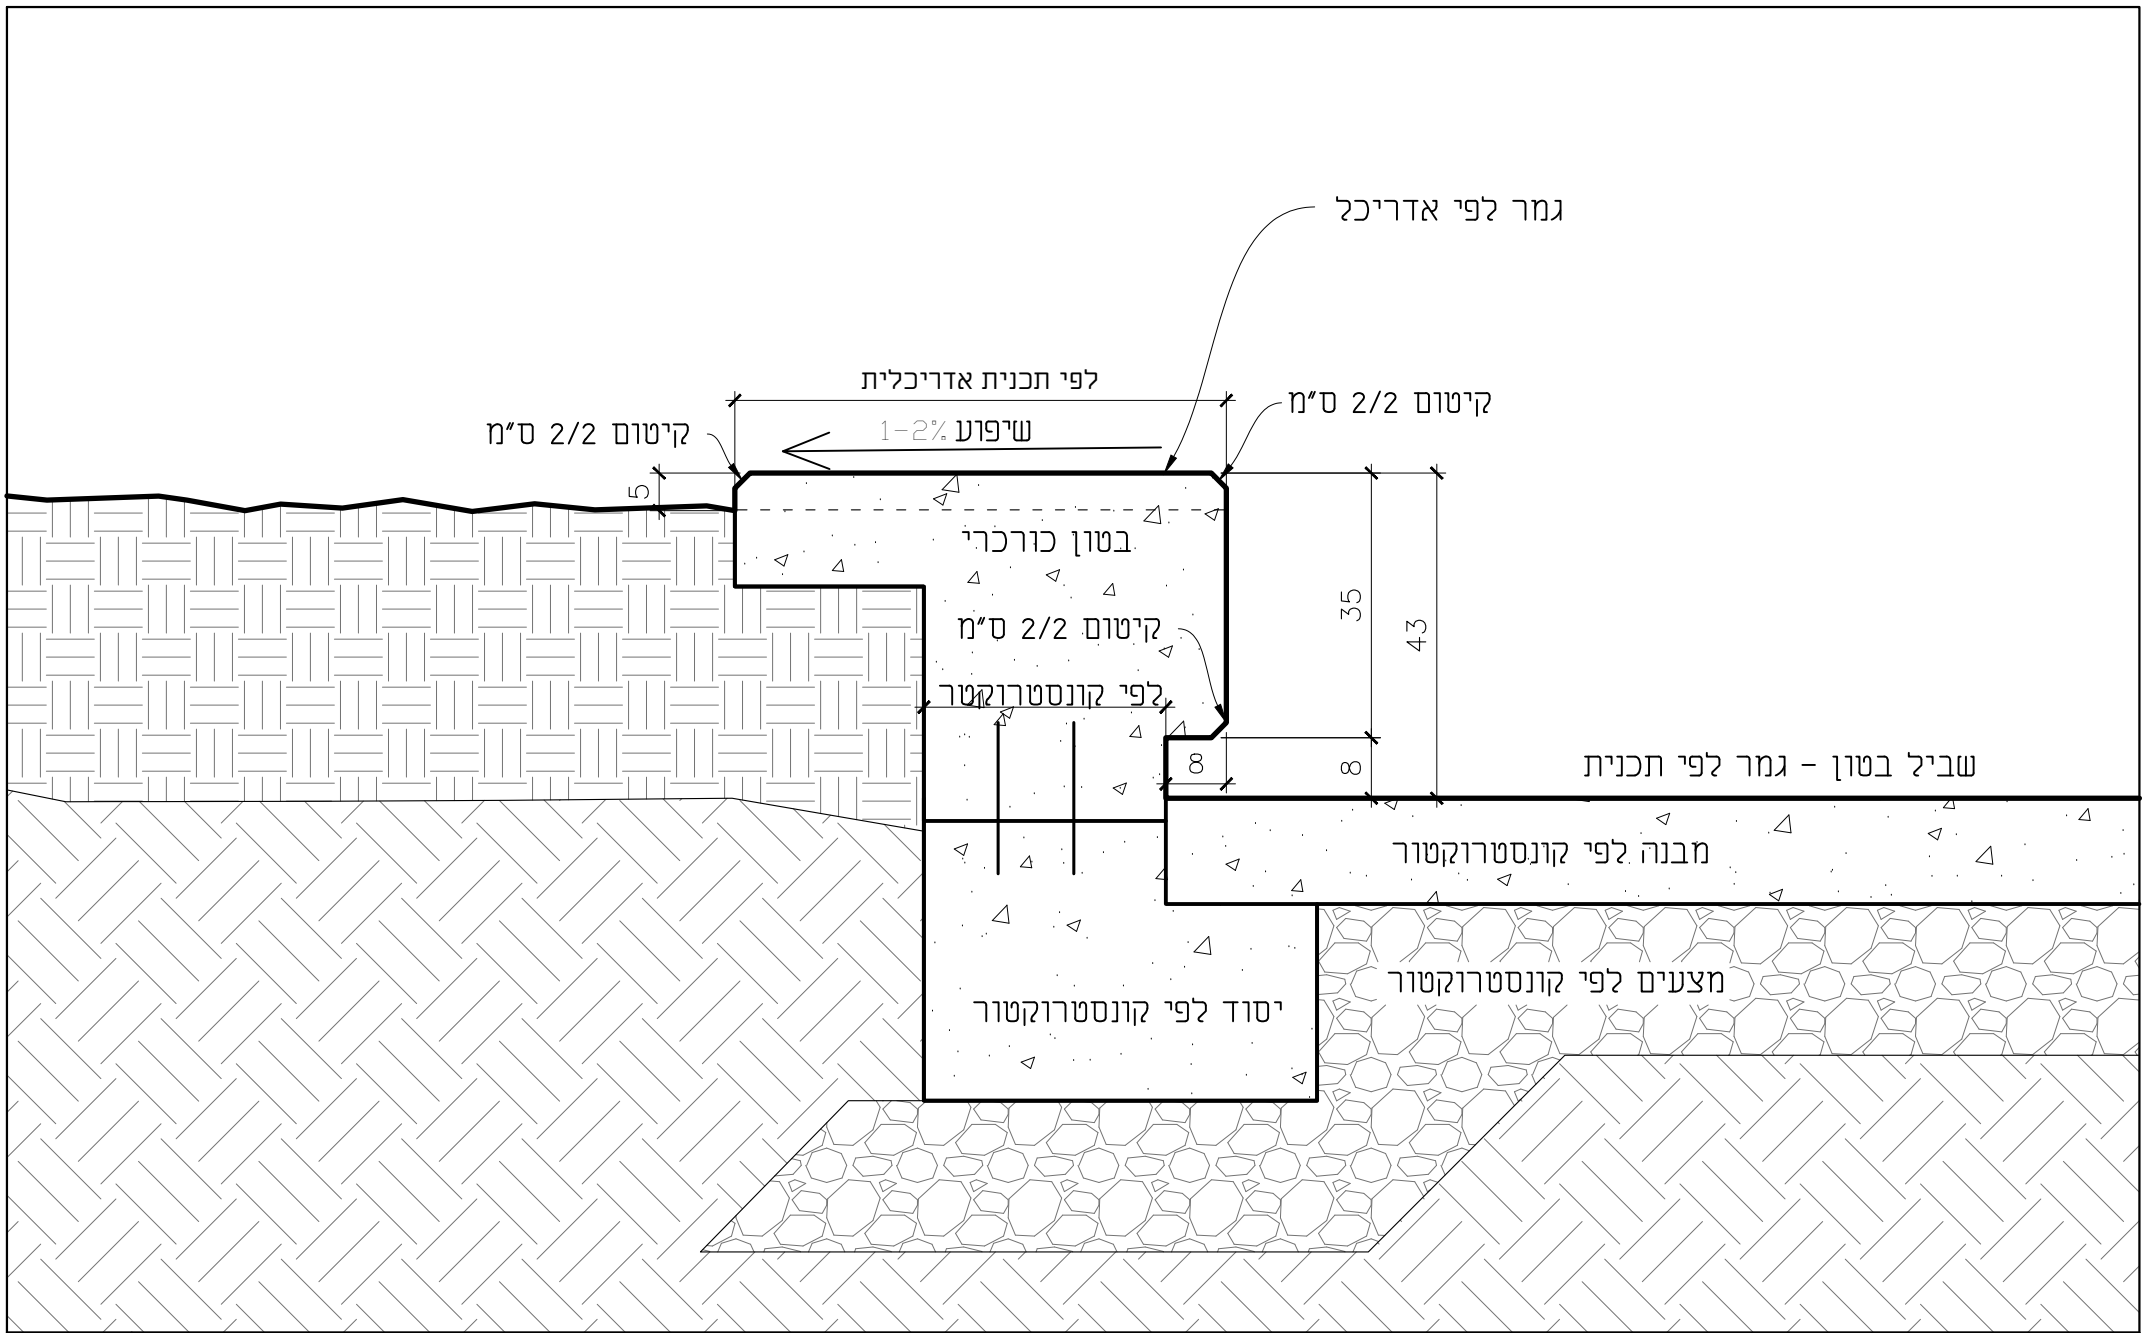 גמר לפי אדריכל
לפי תכנית אדריכלית
קיטום 2/2 ס״מ
שיפוע 1-2%
קיטום 2/2 ס״מ
5
בטון כורכרי
35
43
קיטום 2/2 ס״מ
לפי קונסטרוקטר
8
8
שביל בטון - גמר לפי תכנית
מבנה לפי קונסטרוקטור
מצעים לפי קונסטרוקטור
יסוד לפי קונסטרוקטור